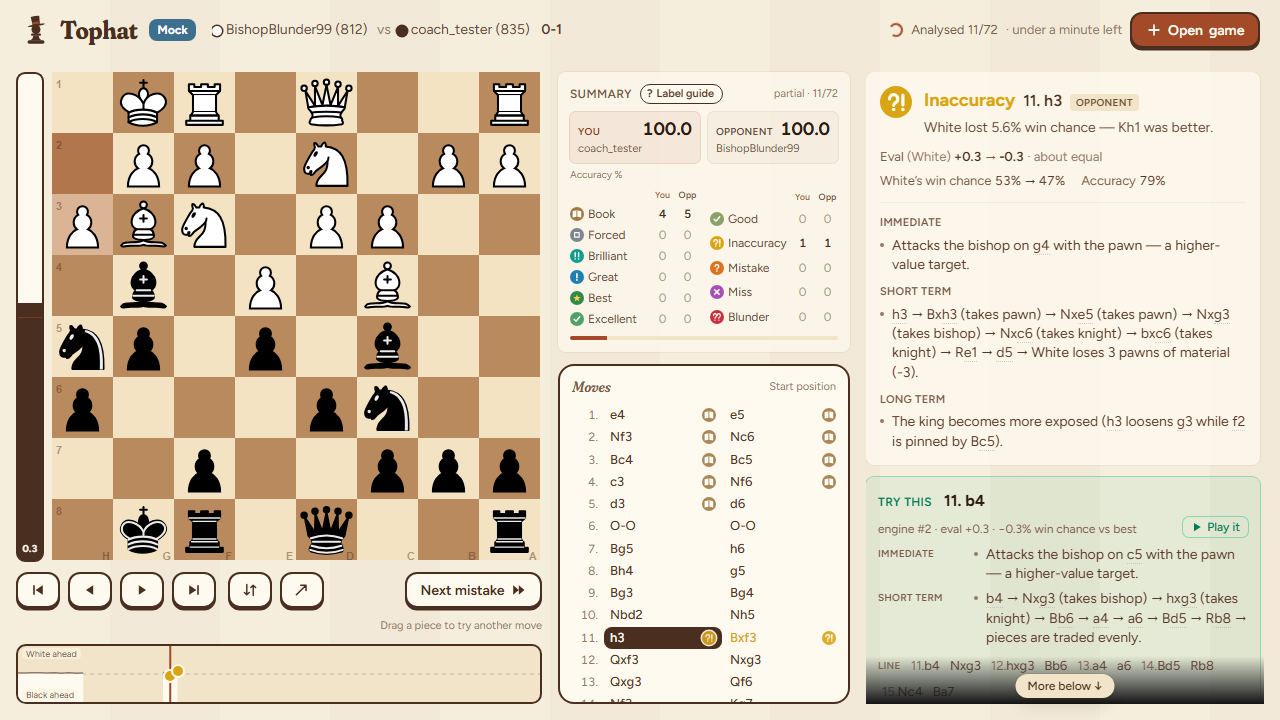 Tophat Mock BishopBlunder99 (812) vs coach_tester (835) 0-1
Analysed 11/72 · under a minute left
+ Open game
1
2
3
4
5
6
7
8
H G F E D C B A
0.3
Next mistake
Drag a piece to try another move
White ahead
Black ahead
SUMMARY ? Label guide partial · 11/72
YOU 100.0
coach_tester
OPPONENT 100.0
BishopBlunder99
Accuracy %
You Opp
Book 4 5
Forced 0 0
Brilliant 0 0
Great 0 0
Best 0 0
Excellent 0 0
You Opp
Good 0 0
Inaccuracy 1 1
Mistake 0 0
Miss 0 0
Blunder 0 0
Moves Start position
1. e4 e5
2. Nf3 Nc6
3. Bc4 Bc5
4. c3 Nf6
5. d3 d6
6. O-O O-O
7. Bg5 h6
8. Bh4 g5
9. Bg3 Bg4
10. Nbd2 Nh5
11. h3 ?! Bxf3 ?!
12. Qxf3 Nxg3
13. Qxg3 Qf6
14. Nf3 Kg7
?! Inaccuracy 11. h3 OPPONENT
White lost 5.6% win chance — Kh1 was better.
Eval (White) +0.3 → -0.3 · about equal
White's win chance 53% → 47% Accuracy 79%
IMMEDIATE
• Attacks the bishop on g4 with the pawn — a higher-
value target.
SHORT TERM
• h3 → Bxh3 (takes pawn) → Nxe5 (takes pawn) → Nxg3
(takes bishop) → Nxc6 (takes knight) → bxc6 (takes
knight) → Re1 → d5 → White loses 3 pawns of material
(-3).
LONG TERM
• The king becomes more exposed (h3 loosens g3 while f2
is pinned by Bc5).
TRY THIS 11. b4
engine #2 · eval +0.3 · −0.3% win chance vs best
Play it
IMMEDIATE • Attacks the bishop on c5 with the pawn
— a higher-value target.
SHORT TERM • b4 → Nxg3 (takes bishop) → hxg3 (takes
knight) → Bb6 → a4 → a6 → Bd5 → Rb8 →
pieces are traded evenly.
LINE 11.b4 Nxg3 12.hxg3 Bb6 13.a4 a6 14.Bd5 Rb8
15.Nc4 Ba7
More below ↓